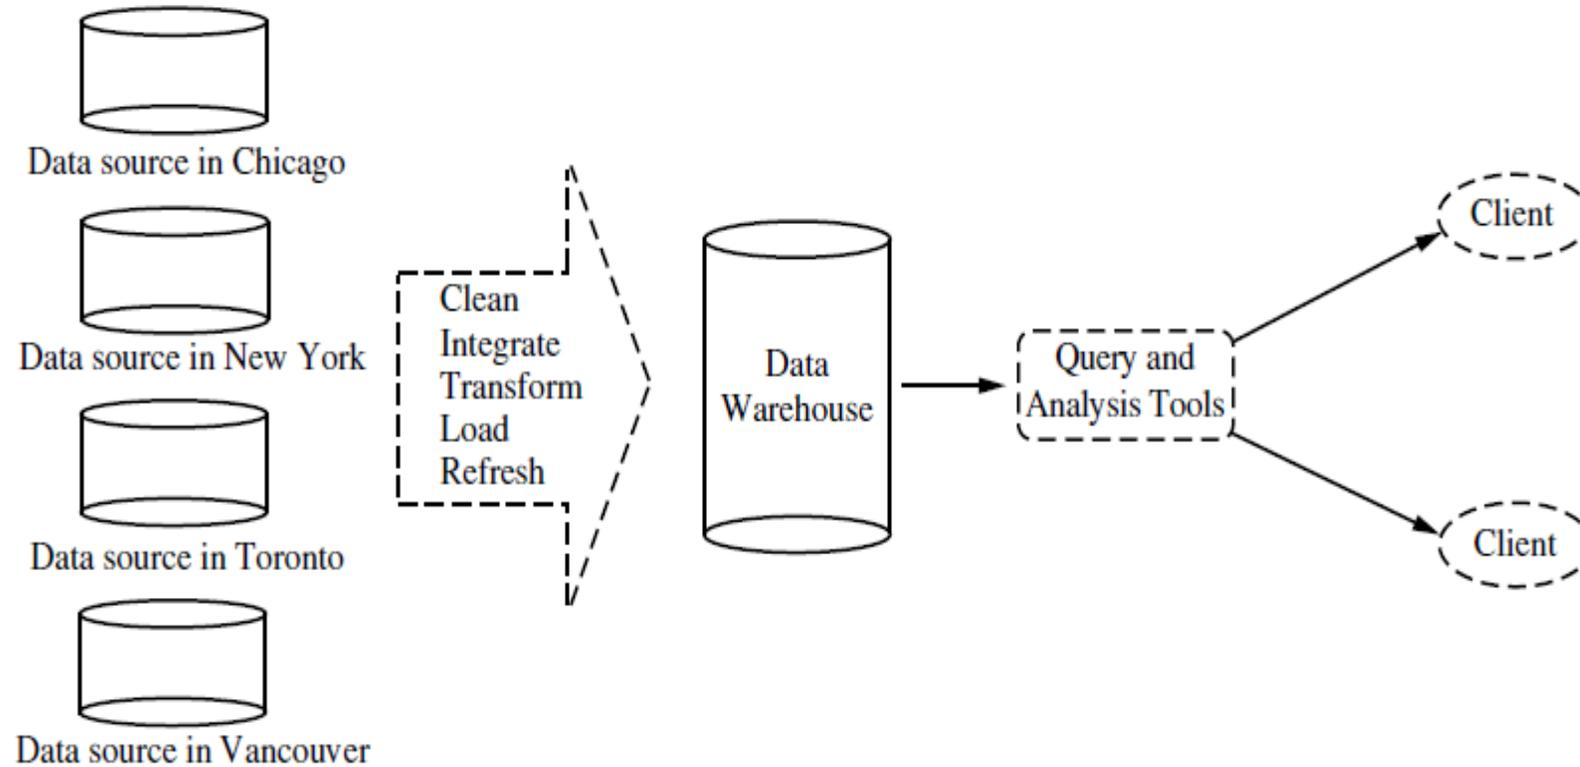 Data source in Chicago
Data source in New York
Data source in Toronto
Data source in Vancouver
Clean
Integrate
Transform
Load
Refresh
Data
Warehouse
Query and
Analysis Tools
Client
Client